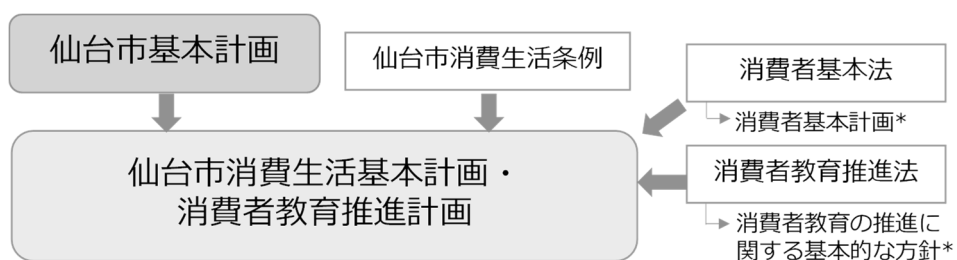 仙台市基本計画
仙台市消費生活条例
消費者基本法
消費者基本計画*
仙台市消費生活基本計画・
消費者教育推進計画
消費者教育推進法
消費者教育の推進に
関する基本的な方針*